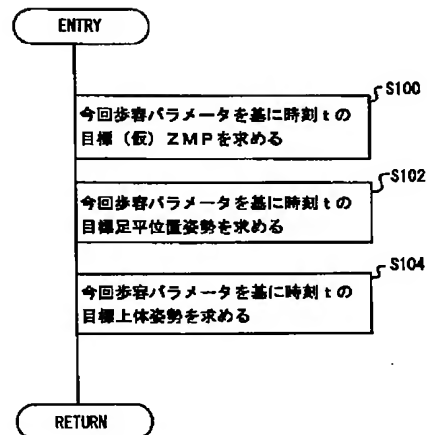 ENTRY
S100
今回歩容パラメータを基に時刻tの
目標(仮)ZMPを求める
S102
今回歩容パラメータを基に時刻tの
目標足平位置姿勢を求める
S104
今回歩容パラメータを基に時刻tの
目標上体姿勢を求める
RETURN